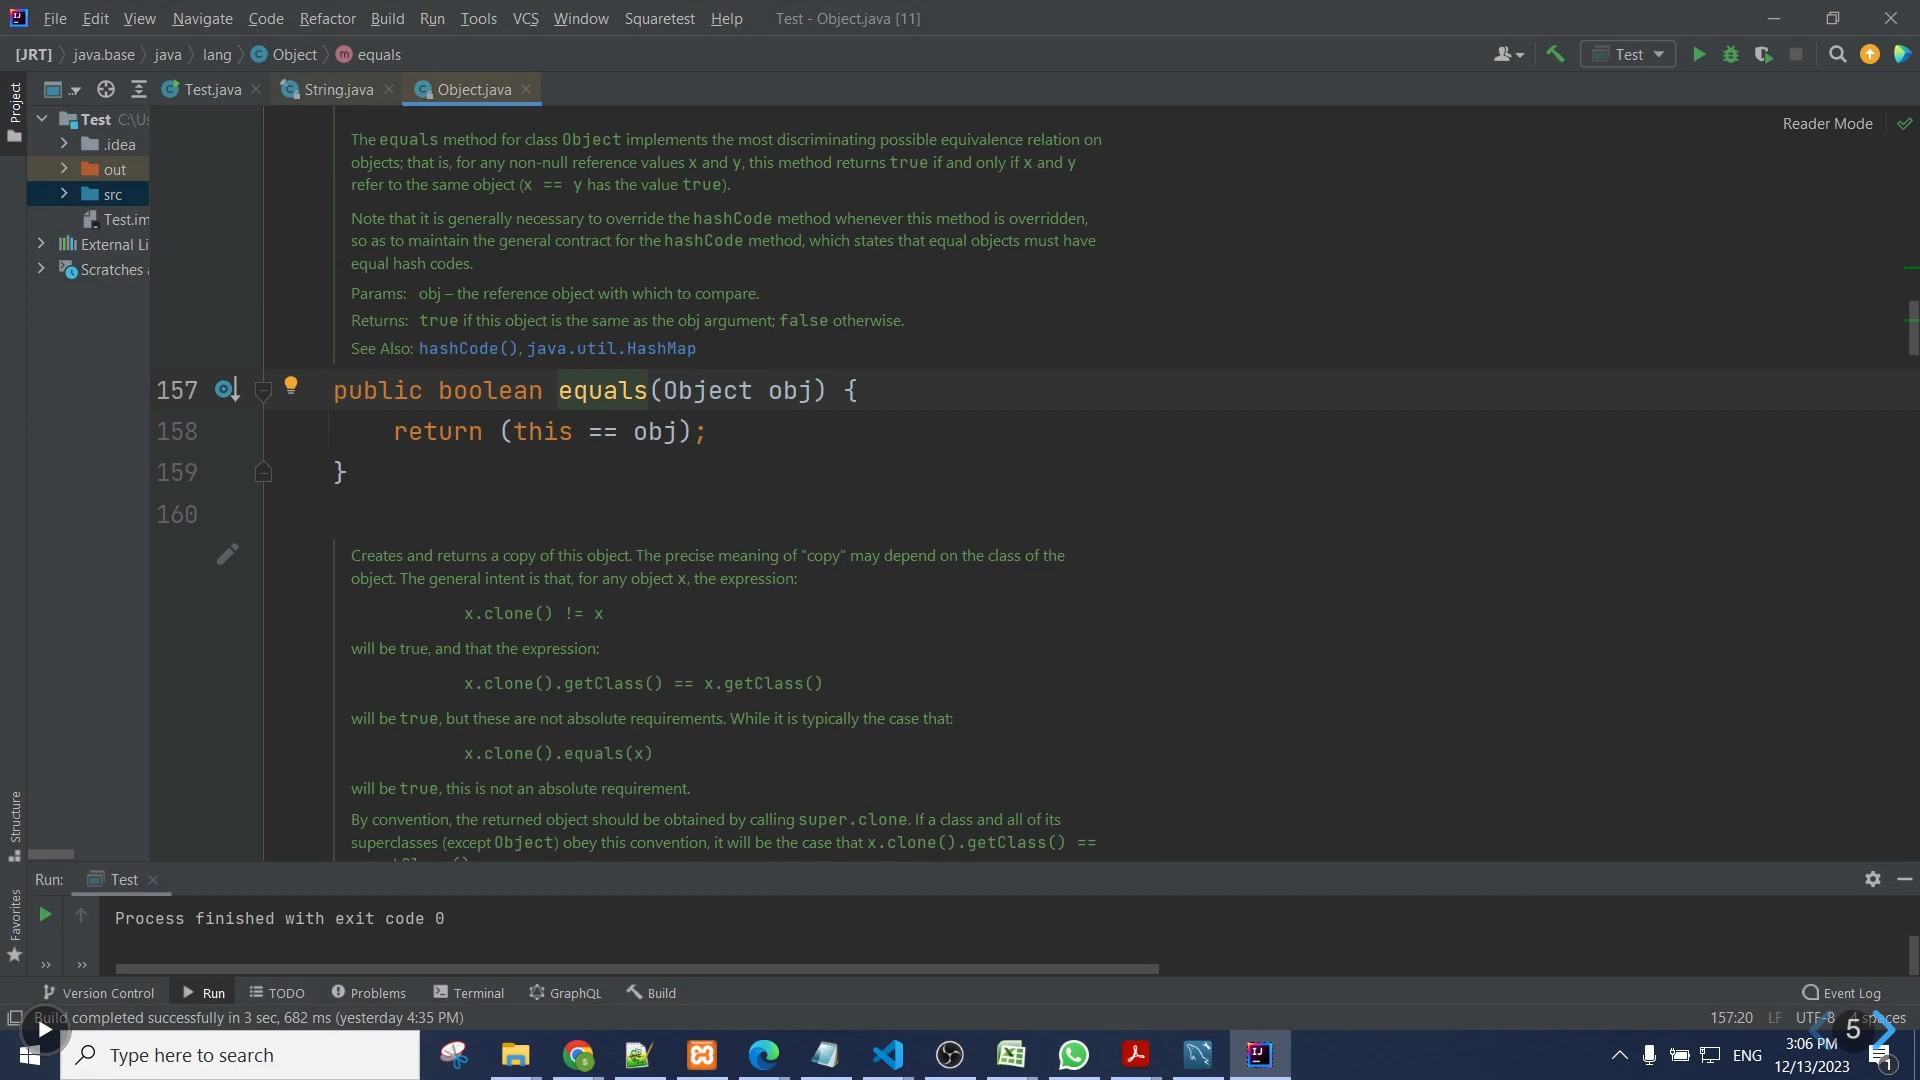 File Edit View Navigate Code Refactor Build Run Tools VCS Window Squaretest Help Test - Object.java [11]
[JRT] java.base java lang Object equals Test
Test.java String.java Object.java
Project
Test C:\Us
.idea
out
src
Test.im
External Li
Scratches a
Structure
Favorites
Reader Mode
The equals method for class Object implements the most discriminating possible equivalence relation on
objects; that is, for any non-null reference values x and y, this method returns true if and only if x and y
refer to the same object (x == y has the value true).
Note that it is generally necessary to override the hashCode method whenever this method is overridden,
so as to maintain the general contract for the hashCode method, which states that equal objects must have
equal hash codes.
Params: obj – the reference object with which to compare.
Returns: true if this object is the same as the obj argument; false otherwise.
See Also: hashCode(), java.util.HashMap
157 public boolean equals(Object obj) {
158 return (this == obj);
159 }
160
Creates and returns a copy of this object. The precise meaning of "copy" may depend on the class of the
object. The general intent is that, for any object x, the expression:
x.clone() != x
will be true, and that the expression:
x.clone().getClass() == x.getClass()
will be true, but these are not absolute requirements. While it is typically the case that:
x.clone().equals(x)
will be true, this is not an absolute requirement.
By convention, the returned object should be obtained by calling super.clone. If a class and all of its
superclasses (except Object) obey this convention, it will be the case that x.clone().getClass() ==
Run: Test
Process finished with exit code 0
Version Control Run TODO Problems Terminal GraphQL Build Event Log
Build completed successfully in 3 sec, 682 ms (yesterday 4:35 PM) 157:20 LF UTF-8 4 spaces
5
Type here to search
ENG
3:06 PM
12/13/2023
1